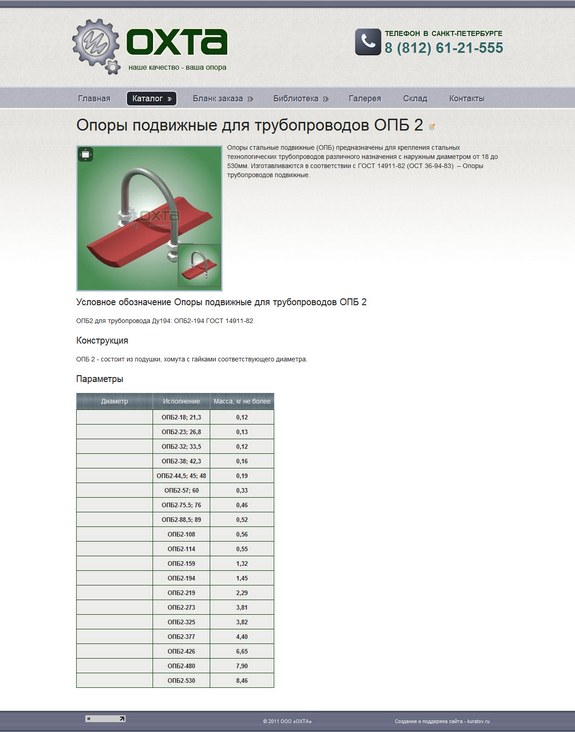 охта
наше качество - ваша опора
ТЕЛЕФОН В САНКТ-ПЕТЕРБУРГЕ
8 (812) 61-21-555
Главная Каталог Бланк заказа Библиотека Галерея Склад Контакты
Опоры подвижные для трубопроводов ОПБ 2
Опоры стальные подвижные (ОПБ) предназначены для крепления стальных
технологических трубопроводов различного назначения с наружным диаметром от 18 до
530мм. Изготавливаются в соответствии с ГОСТ 14911-82 (ОСТ 36-94-83) – Опоры
трубопроводов подвижные.
охта
Условное обозначение Опоры подвижные для трубопроводов ОПБ 2
ОПБ2 для трубопровода Ду194: ОПБ2-194 ГОСТ 14911-82
Конструкция
ОПБ 2 - состоит из подушки, хомута с гайками соответствующего диаметра.
Параметры
Диаметр Исполнение Масса, кг не более
ОПБ2-18; 21,3 0,12
ОПБ2-23; 26,8 0,13
ОПБ2-32; 33,5 0,12
ОПБ2-38; 42,3 0,16
ОПБ2-44,5; 45; 48 0,19
ОПБ2-57; 60 0,33
ОПБ2-75.5; 76 0,46
ОПБ2-88,5; 89 0,52
ОПБ2-108 0,56
ОПБ2-114 0,55
ОПБ2-159 1,32
ОПБ2-194 1,45
ОПБ2-219 2,29
ОПБ2-273 3,81
ОПБ2-325 3,82
ОПБ2-377 4,40
ОПБ2-426 6,65
ОПБ2-480 7,90
ОПБ2-530 8,46
© 2011 ООО «ОХТА»
Создание и поддержка сайта - kuratov.ru